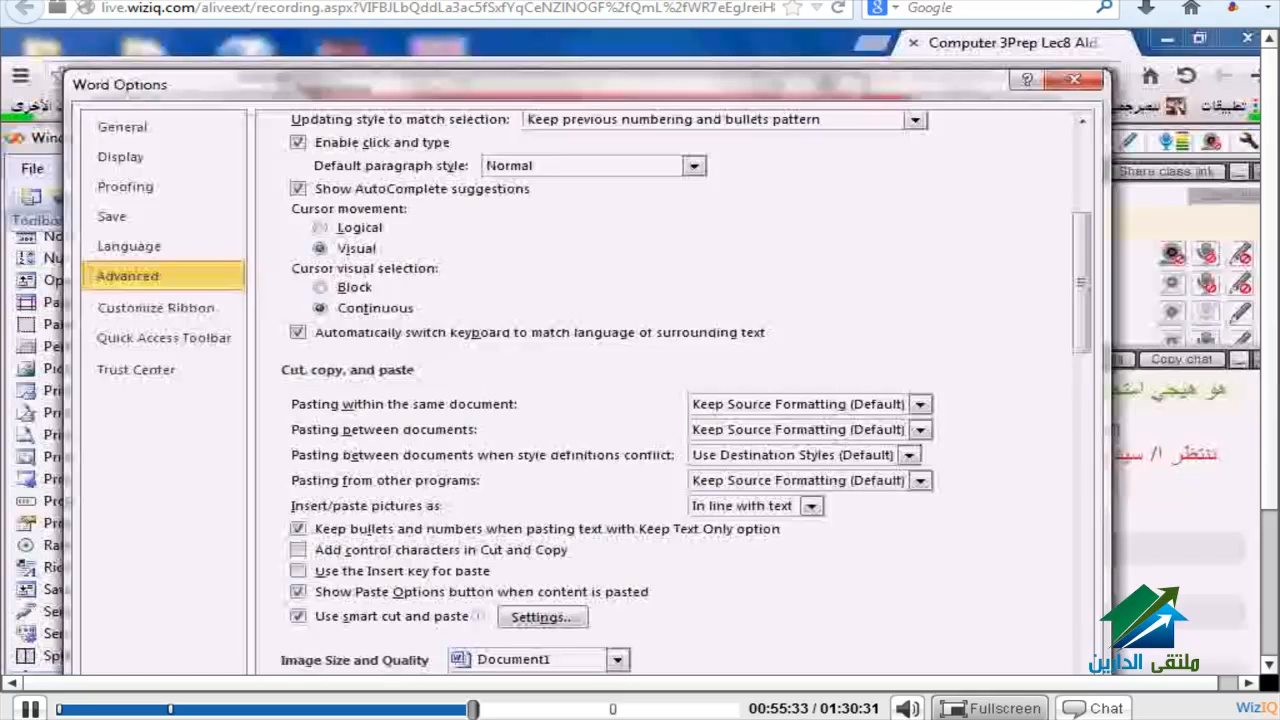 live.wiziq.com/aliveext/recording.aspx?
Google
Computer 3Prep Lec8 Ald
Word Options
الأخرى
تطبيقات
Wind
File
Share class link
Toolbo
General
Display
Proofing
Save
Language
Advanced
Customize Ribbon
Quick Access Toolbar
Trust Center
Updating style to match selection: Keep previous numbering and bullets pattern
Enable click and type
Default paragraph style: Normal
Show AutoComplete suggestions
Cursor movement:
Logical
Visual
Cursor visual selection:
Block
Continuous
Automatically switch keyboard to match language of surrounding text
Cut, copy, and paste
Pasting within the same document: Keep Source Formatting (Default)
Pasting between documents: Keep Source Formatting (Default)
Pasting between documents when style definitions conflict: Use Destination Styles (Default)
Pasting from other programs: Keep Source Formatting (Default)
Insert/paste pictures as: In line with text
Keep bullets and numbers when pasting text with Keep Text Only option
Add control characters in Cut and Copy
Use the Insert key for paste
Show Paste Options button when content is pasted
Use smart cut and paste Settings...
Image Size and Quality Document1
Copy chat
هو هيجي امتح
ملتقى الدارين
0
00:55:33 / 01:30:31
Fullscreen
Chat
WizIQ